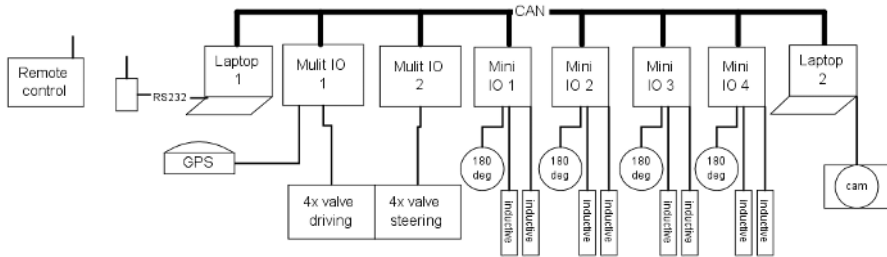 CAN
Remote
control
RS232
Laptop
1
Mulit IO
1
Mulit IO
2
Mini
IO 1
Mini
IO 2
Mini
IO 3
Mini
IO 4
Laptop
2
GPS
180
deg
180
deg
180
deg
180
deg
cam
4x valve
driving
4x valve
steering
inductive
inductive
inductive
inductive
inductive
inductive
inductive
inductive